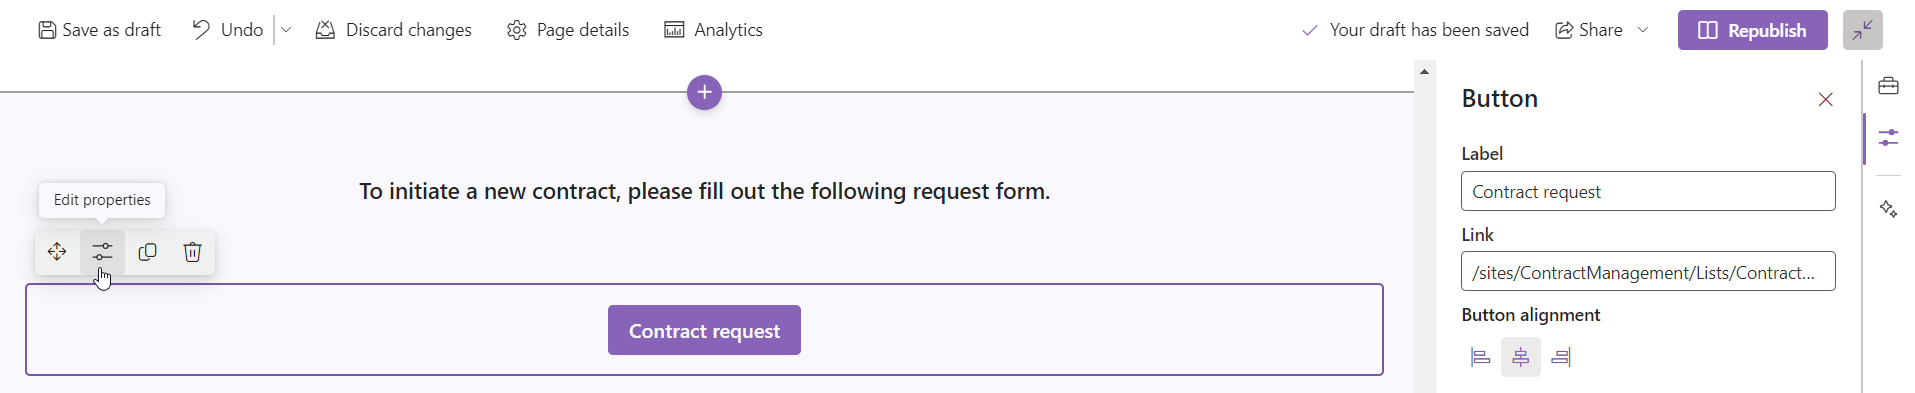 Save as draft
Undo
Discard changes
Page details
Analytics
Your draft has been saved
Share
Republish
To initiate a new contract, please fill out the following request form.
Edit properties
Contract request
Button
Label
Contract request
Link
/sites/ContractManagement/Lists/Contract...
Button alignment